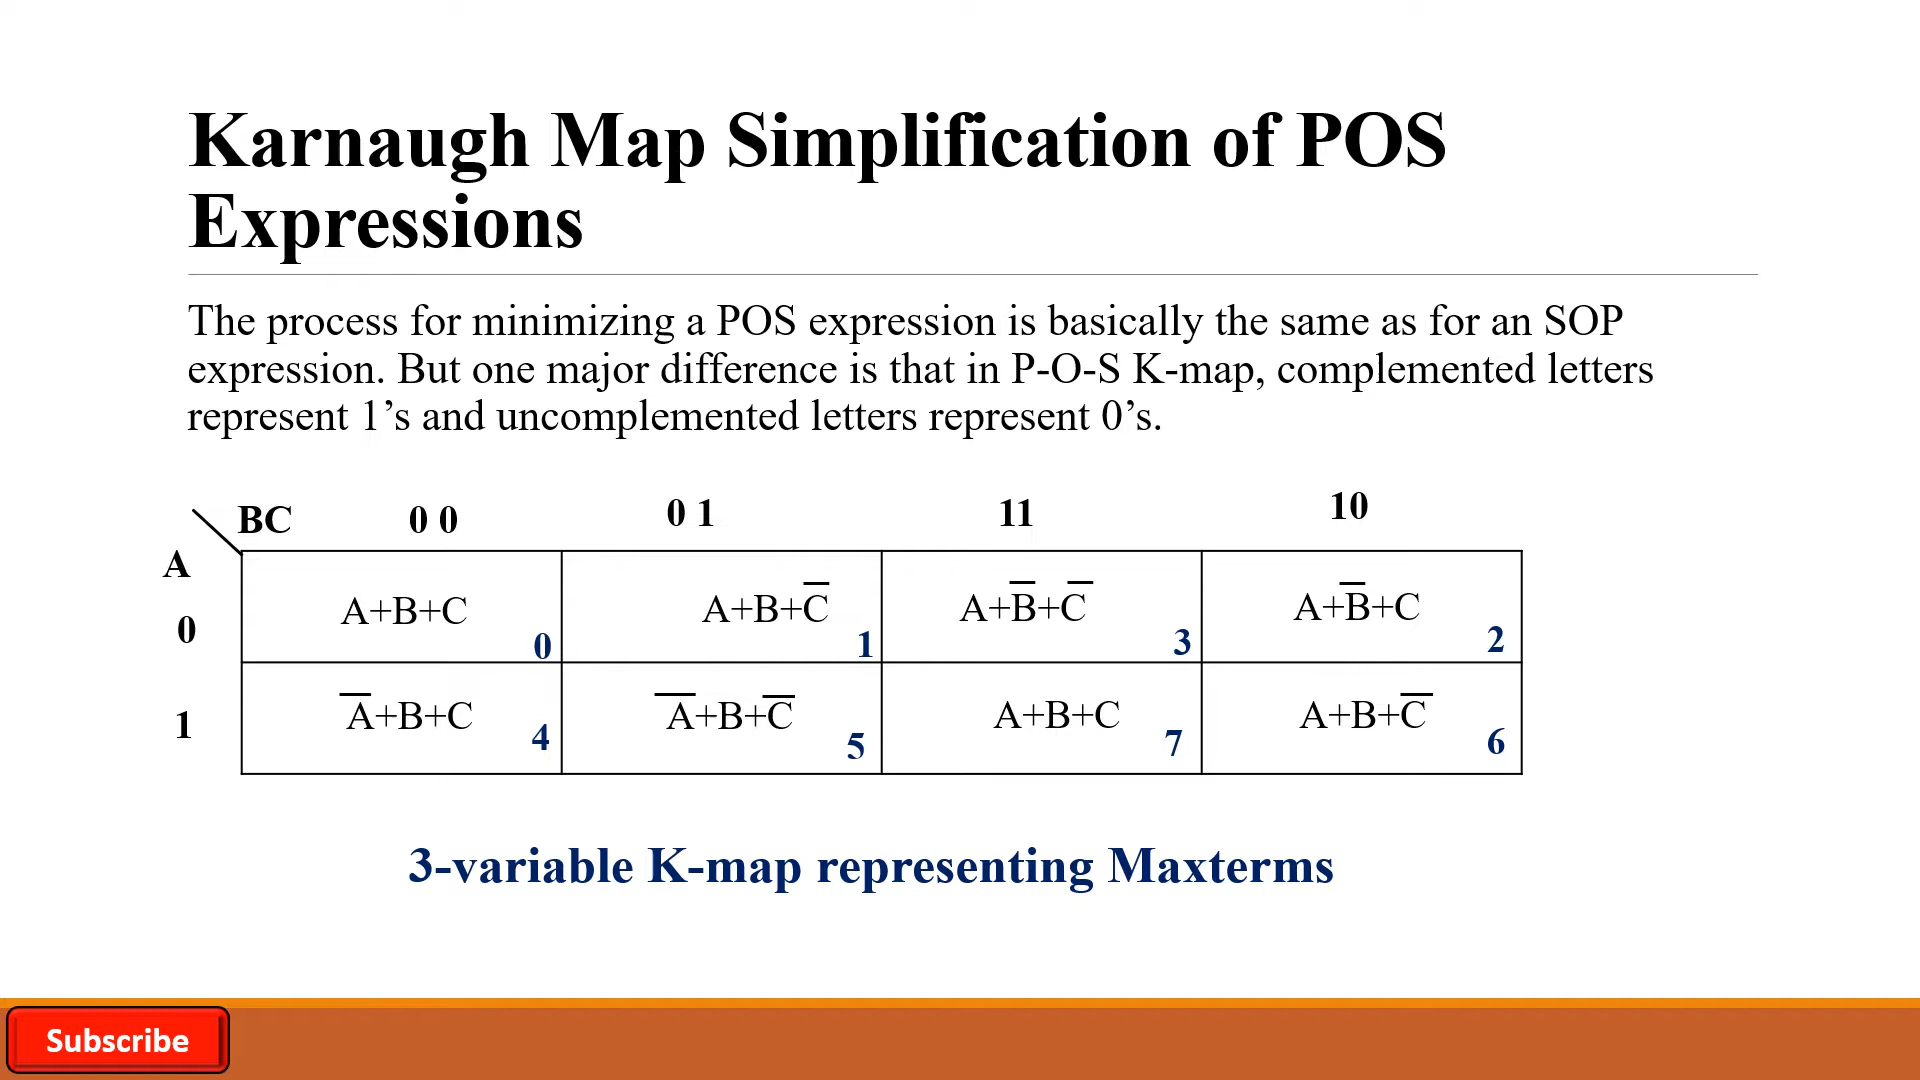 Karnaugh Map Simplification of POS
Expressions
The process for minimizing a POS expression is basically the same as for an SOP
expression. But one major difference is that in P-O-S K-map, complemented letters
represent 1’s and uncomplemented letters represent 0’s.
BC 0 0 0 1 11 10
A
0 A+B+C 0 A+B+C̅ 1 A+B̅+C̅ 3 A+B̅+C 2
1 A̅+B+C 4 A̅+B+C̅ 5 A+B+C 7 A+B+C̅ 6
3-variable K-map representing Maxterms
Subscribe